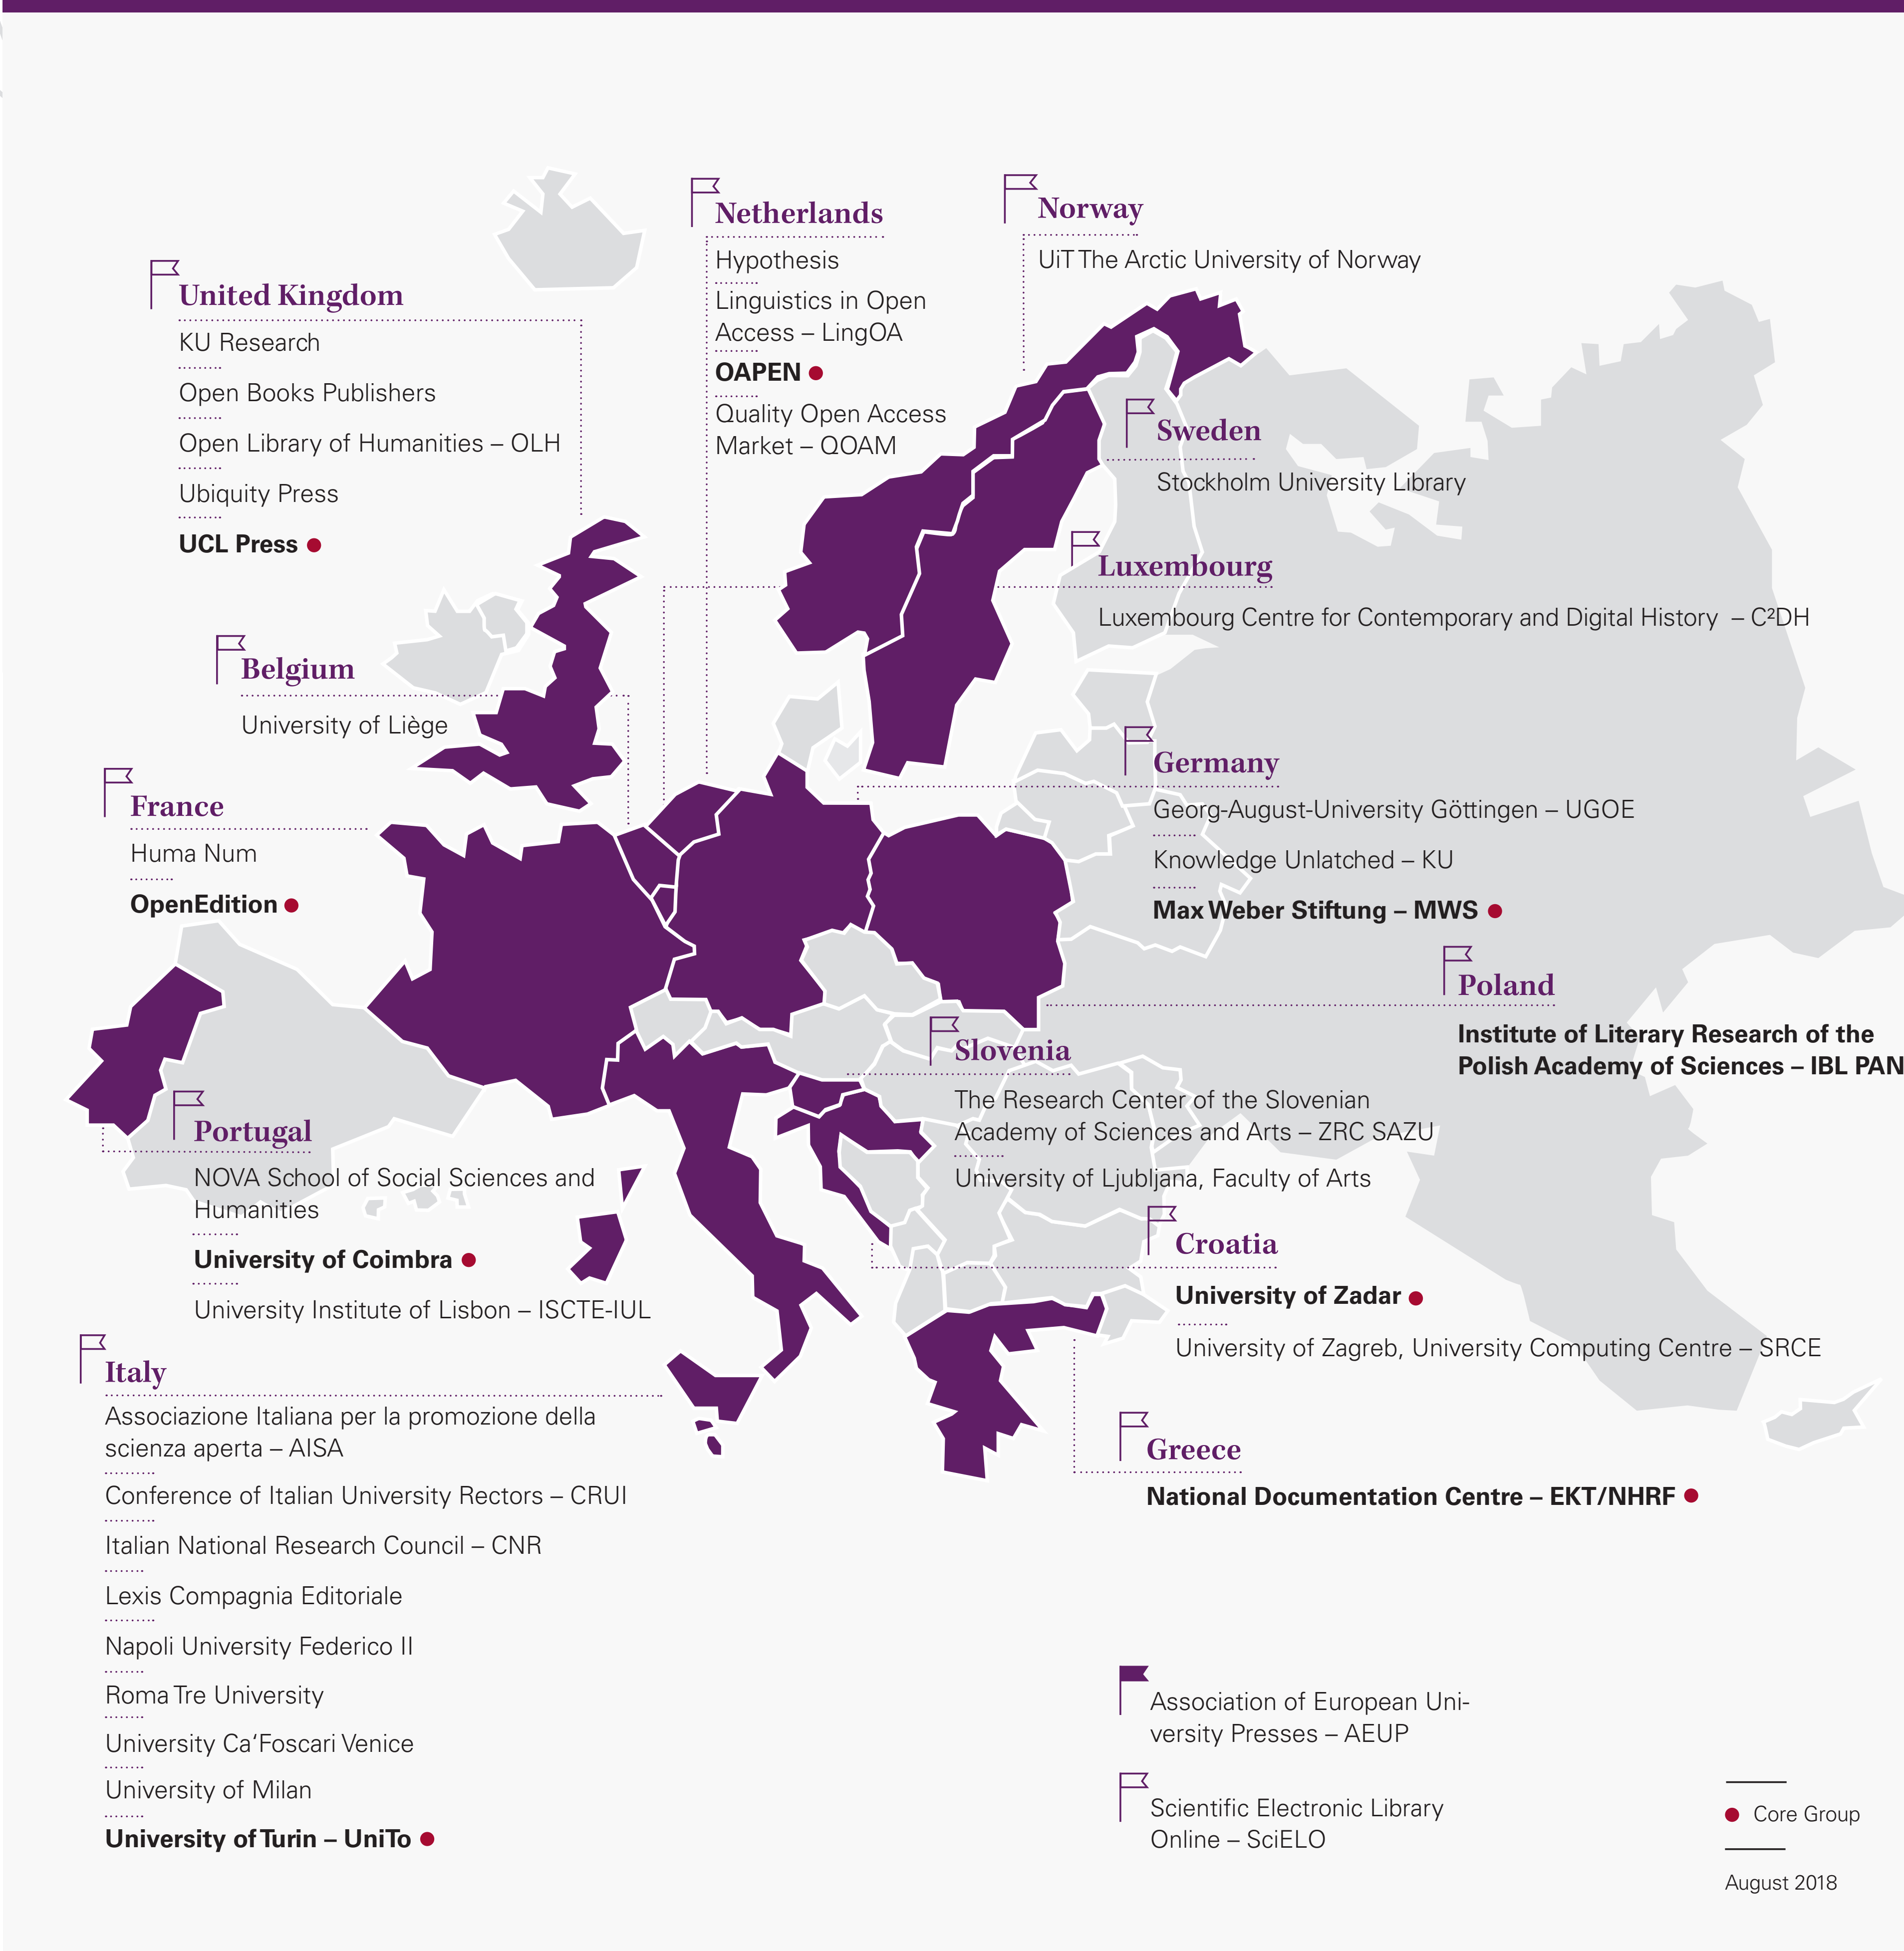 Netherlands
Hypothesis
Linguistics in Open
Access – LingOA
OAPEN
Quality Open Access
Market – QOAM
Norway
UiT The Arctic University of Norway
United Kingdom
KU Research
Open Books Publishers
Open Library of Humanities – OLH
Ubiquity Press
UCL Press
Sweden
Stockholm University Library
Luxembourg
Luxembourg Centre for Contemporary and Digital History – C²DH
Belgium
University of Liège
Germany
Georg-August-University Göttingen – UGOE
Knowledge Unlatched – KU
Max Weber Stiftung – MWS
France
Huma Num
OpenEdition
Poland
Institute of Literary Research of the
Polish Academy of Sciences – IBL PAN
Slovenia
The Research Center of the Slovenian
Academy of Sciences and Arts – ZRC SAZU
University of Ljubljana, Faculty of Arts
Portugal
NOVA School of Social Sciences and
Humanities
University of Coimbra
University Institute of Lisbon – ISCTE-IUL
Croatia
University of Zadar
University of Zagreb, University Computing Centre – SRCE
Italy
Associazione Italiana per la promozione della
scienza aperta – AISA
Conference of Italian University Rectors – CRUI
Italian National Research Council – CNR
Lexis Compagnia Editoriale
Napoli University Federico II
Roma Tre University
University Ca‘Foscari Venice
University of Milan
University of Turin – UniTo
Greece
National Documentation Centre – EKT/NHRF
Association of European Uni-
versity Presses – AEUP
Scientific Electronic Library
Online – SciELO
Core Group
August 2018